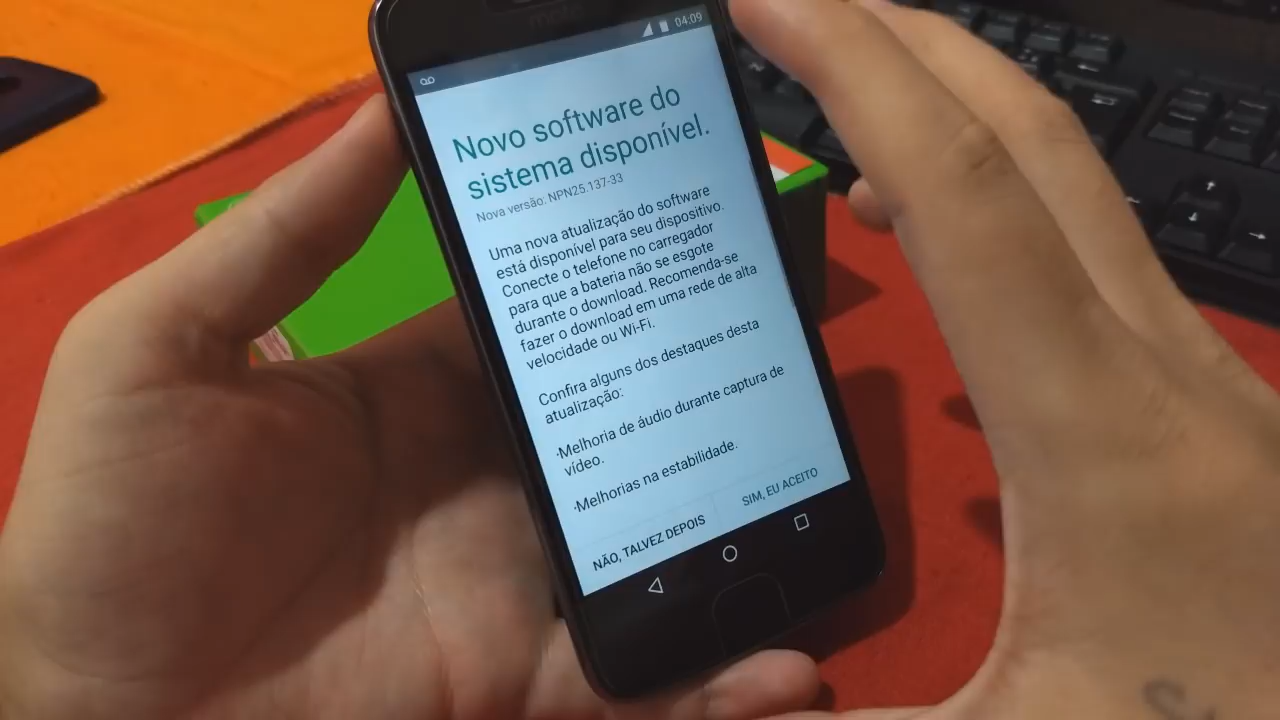 moto
04:09
Novo software do
sistema disponível.
Nova versão: NPN25.137-33
Uma nova atualização do software
está disponível para seu dispositivo.
Conecte o telefone no carregador
para que a bateria não se esgote
durante o download. Recomenda-se
fazer o download em uma rede de alta
velocidade ou Wi-Fi.
Confira alguns dos destaques desta
atualização:
·Melhoria de áudio durante captura de
vídeo.
·Melhorias na estabilidade.
NÃO, TALVEZ DEPOIS
SIM, EU ACEITO